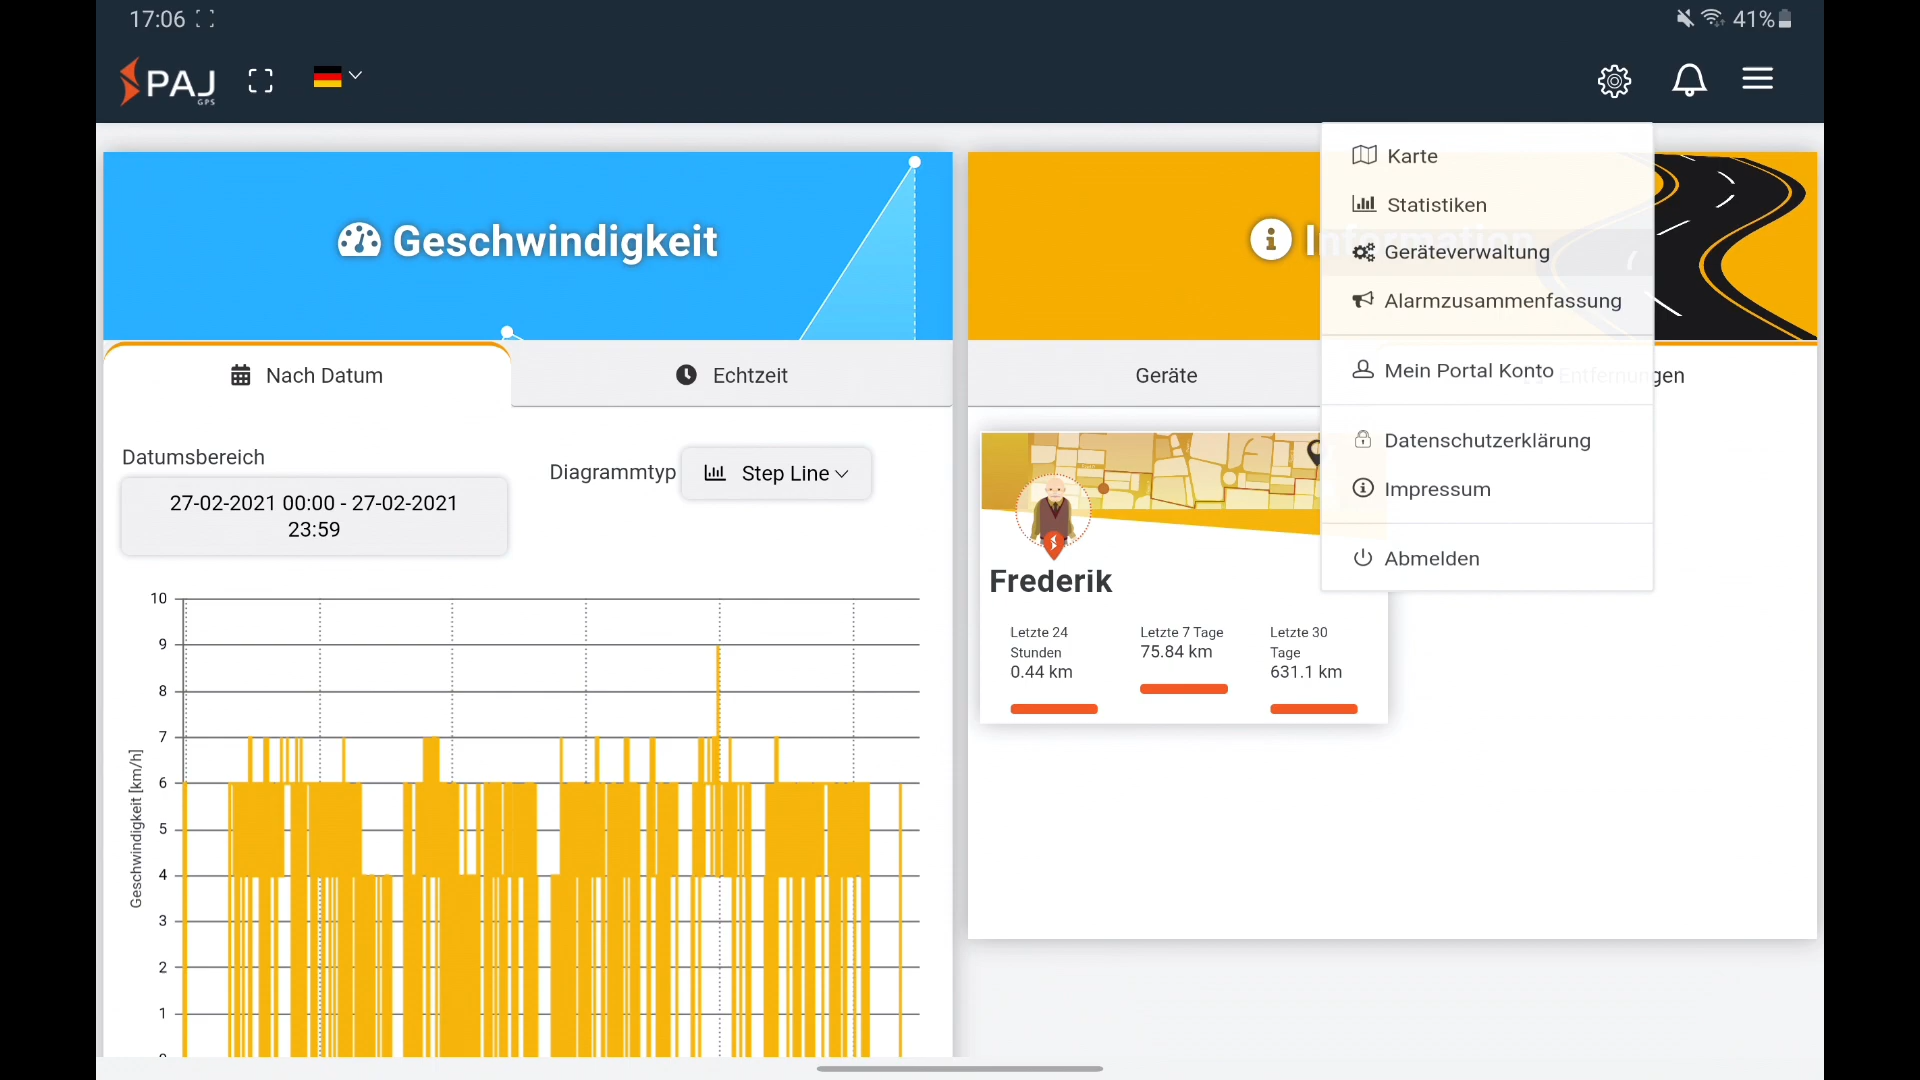 17:06
41%
PAJ
GPS
Geschwindigkeit
Information
Karte
Statistiken
Geräteverwaltung
Alarmzusammenfassung
Mein Portal Konto
Datenschutzerklärung
Impressum
Abmelden
Nach Datum
Echtzeit
Geräte
Entfernungen
Datumsbereich
27-02-2021 00:00 - 27-02-2021
23:59
Diagrammtyp
Step Line
Frederik
Letzte 24
Stunden
0.44 km
Letzte 7 Tage
75.84 km
Letzte 30
Tage
631.1 km
Geschwindigkeit [km/h]
10
9
8
7
6
5
4
3
2
1
0